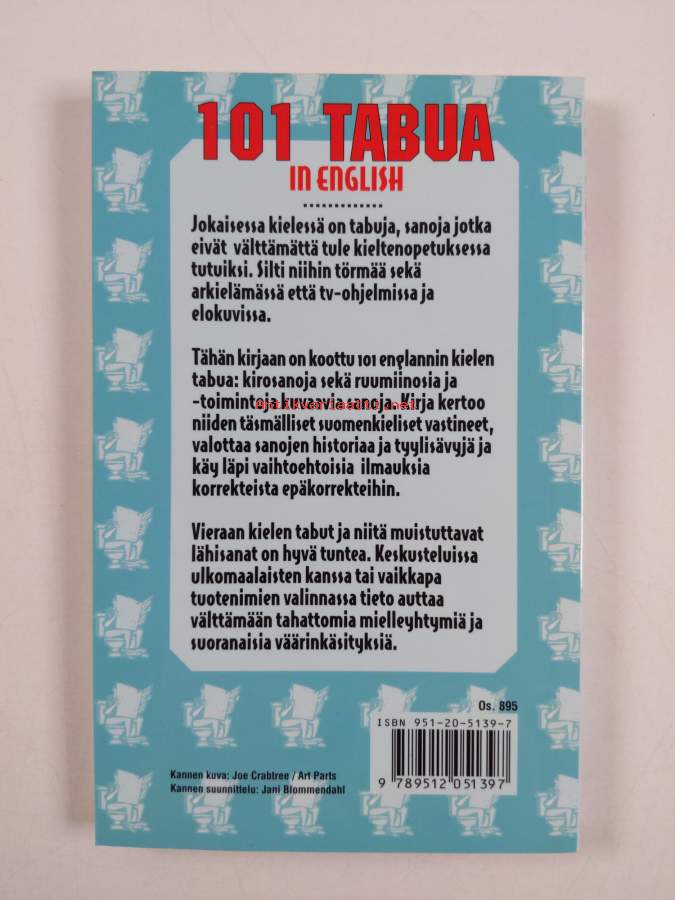 101 TABUA
IN ENGLISH
Jokaisessa kielessä on tabuja, sanoja jotka
eivät välttämättä tule kieltenopetuksessa
tutuiksi. Silti niihin törmää sekä
arkielämässä että tv-ohjelmissa ja
elokuvissa.
Tähän kirjaan on koottu 101 englannin kielen
tabua: kirosanoja sekä ruumiinosia ja
-toimintoja kuvaavia sanoja. Kirja kertoo
Antikvariaatti.net
niiden täsmälliset suomenkieliset vastineet,
valottaa sanojen historiaa ja tyylisävyjä ja
käy läpi vaihtoehtoisia ilmauksia
korrekteista epäkorrekteihin.
Vieraan kielen tabut ja niitä muistuttavat
lähisanat on hyvä tuntea. Keskusteluissa
ulkomaalaisten kanssa tai vaikkapa
tuotenimien valinnassa tieto auttaa
välttämään tahattomia mielleyhtymiä ja
suoranaisia väärinkäsityksiä.
Os. 895
ISBN 951-20-5139-7
9 789512 051397
Kannen kuva: Joe Crabtree / Art Parts
Kannen suunnittelu: Jani Blommendahl